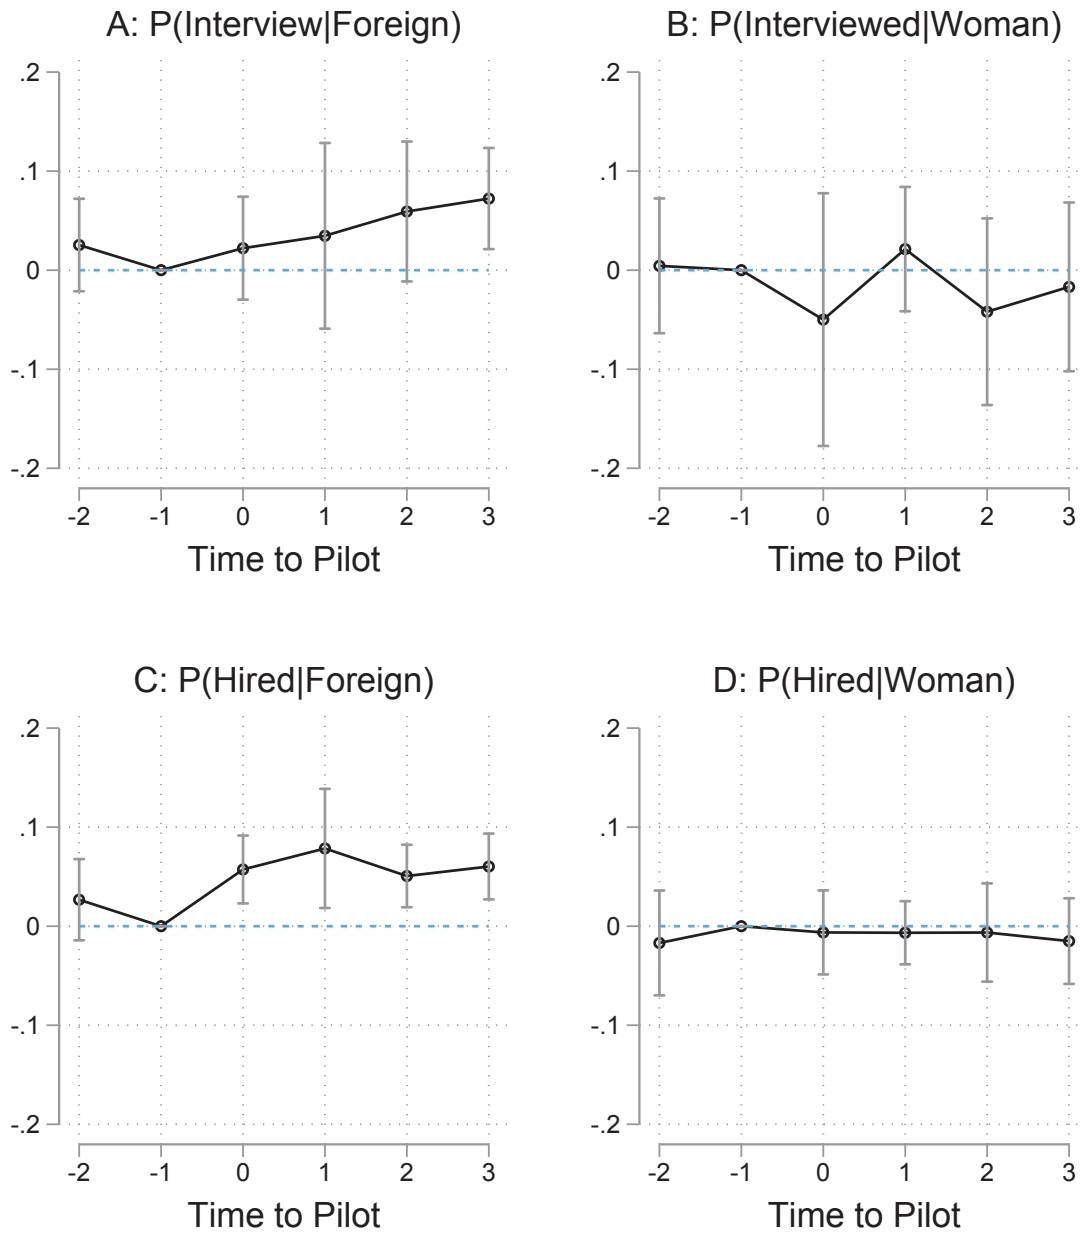 A: P(Interview|Foreign)
.2
.1
0
-.1
-.2
-2 -1 0 1 2 3
Time to Pilot
B: P(Interviewed|Woman)
.2
.1
0
-.1
-.2
-2 -1 0 1 2 3
Time to Pilot
C: P(Hired|Foreign)
.2
.1
0
-.1
-.2
-2 -1 0 1 2 3
Time to Pilot
D: P(Hired|Woman)
.2
.1
0
-.1
-.2
-2 -1 0 1 2 3
Time to Pilot